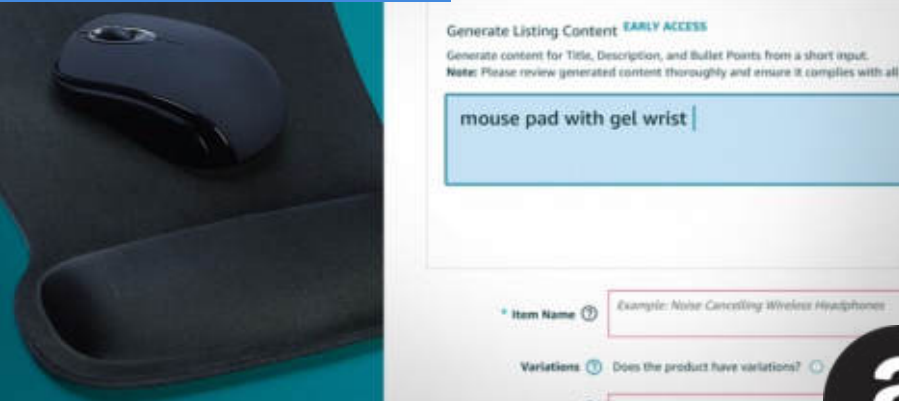 Generate Listing Content EARLY ACCESS
Generate content for Title, Description, and Bullet Points from a short input.
Note: Please review generated content thoroughly and ensure it complies with all
mouse pad with gel wrist
* Item Name ?
Example: Noise Cancelling Wireless Headphones
Variations ? Does the product have variations?
a